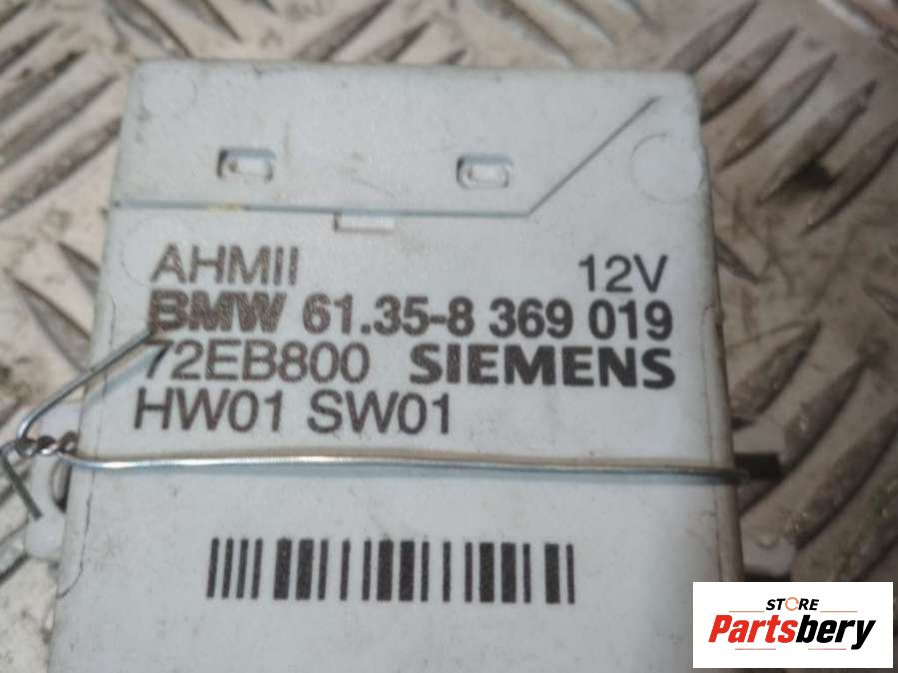 AHMII 12V
BMW 61.35-8 369 019
72EB800 SIEMENS
HW01 SW01
STORE
Partsbery